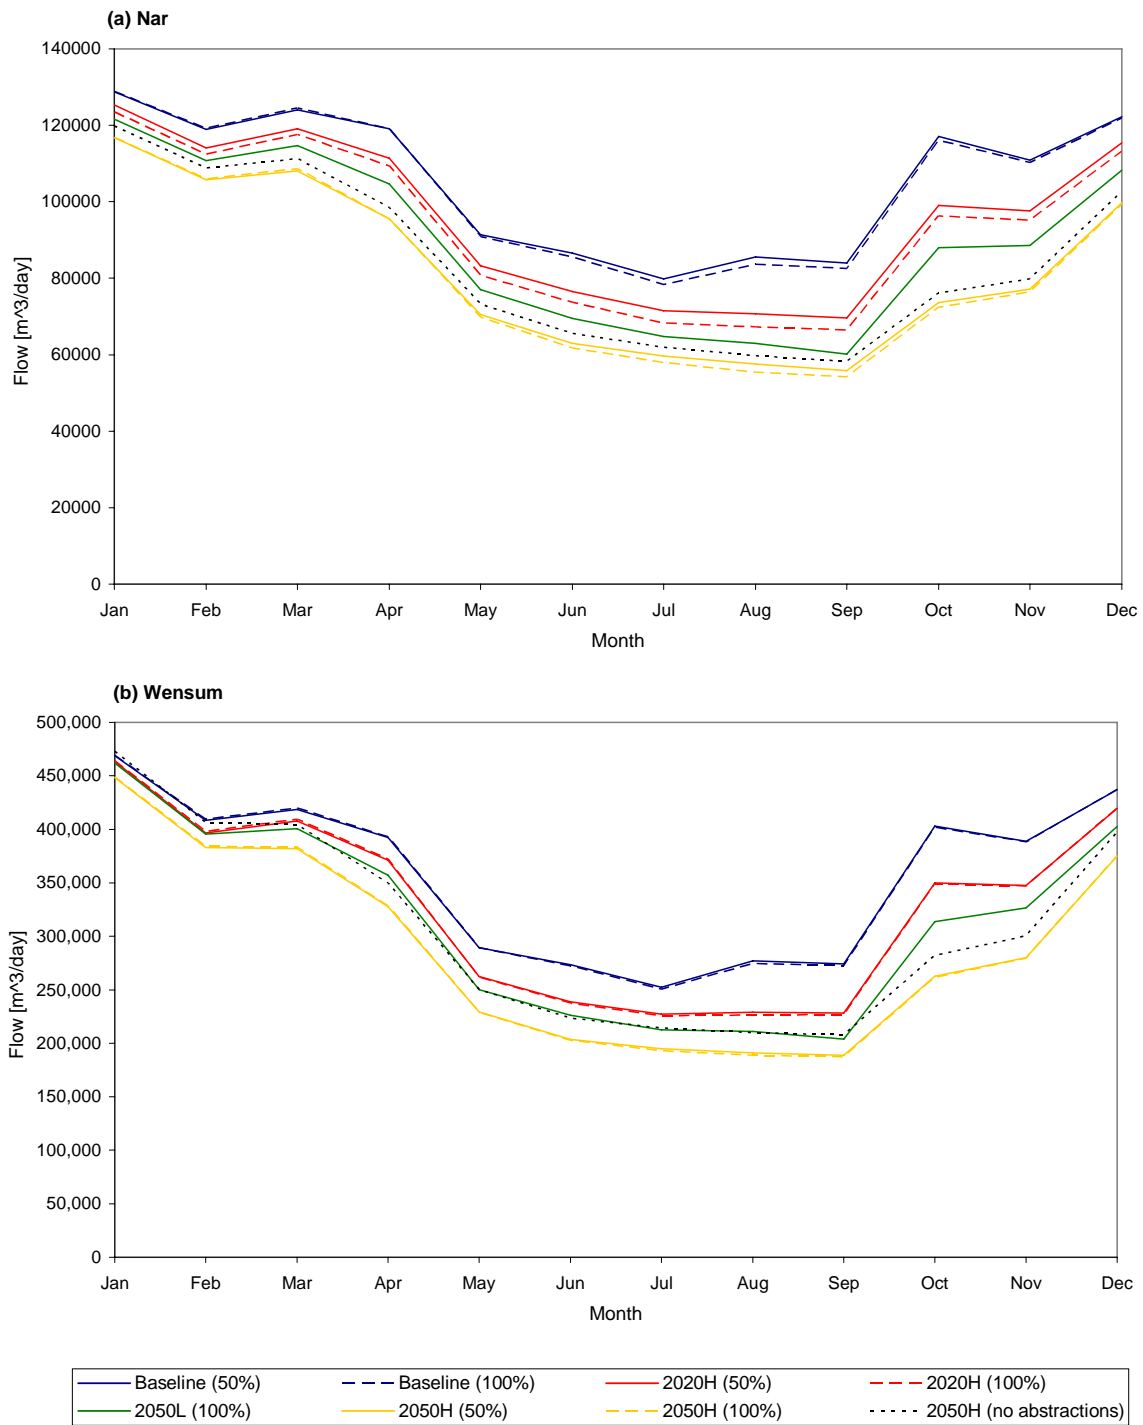 (a) Nar
140000
120000
100000
80000
60000
40000
20000
0
Flow [m^3/day]
Jan Feb Mar Apr May Jun Jul Aug Sep Oct Nov Dec
Month
(b) Wensum
500,000
450,000
400,000
350,000
300,000
250,000
200,000
150,000
100,000
50,000
0
Flow [m^3/day]
Jan Feb Mar Apr May Jun Jul Aug Sep Oct Nov Dec
Month
Baseline (50%) Baseline (100%) 2020H (50%) 2020H (100%)
2050L (100%) 2050H (50%) 2050H (100%) 2050H (no abstractions)